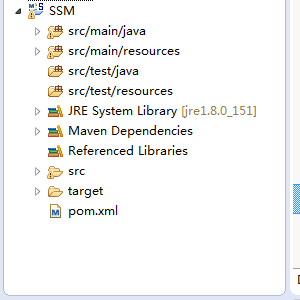 SSM
src/main/java
src/main/resources
src/test/java
src/test/resources
JRE System Library [jre1.8.0_151]
Maven Dependencies
Referenced Libraries
src
target
pom.xml